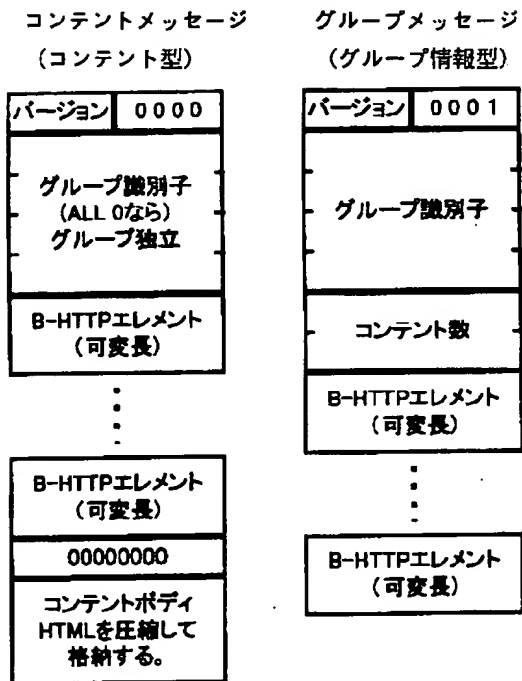 コンテントメッセージ
(コンテント型)
バージョン 0000
グループ識別子
(ALL 0なら)
グループ独立
B-HTTPエレメント
(可変長)
B-HTTPエレメント
(可変長)
00000000
コンテントボディ
HTMLを圧縮して
格納する。
グループメッセージ
(グループ情報型)
バージョン 0001
グループ識別子
コンテント数
B-HTTPエレメント
(可変長)
B-HTTPエレメント
(可変長)